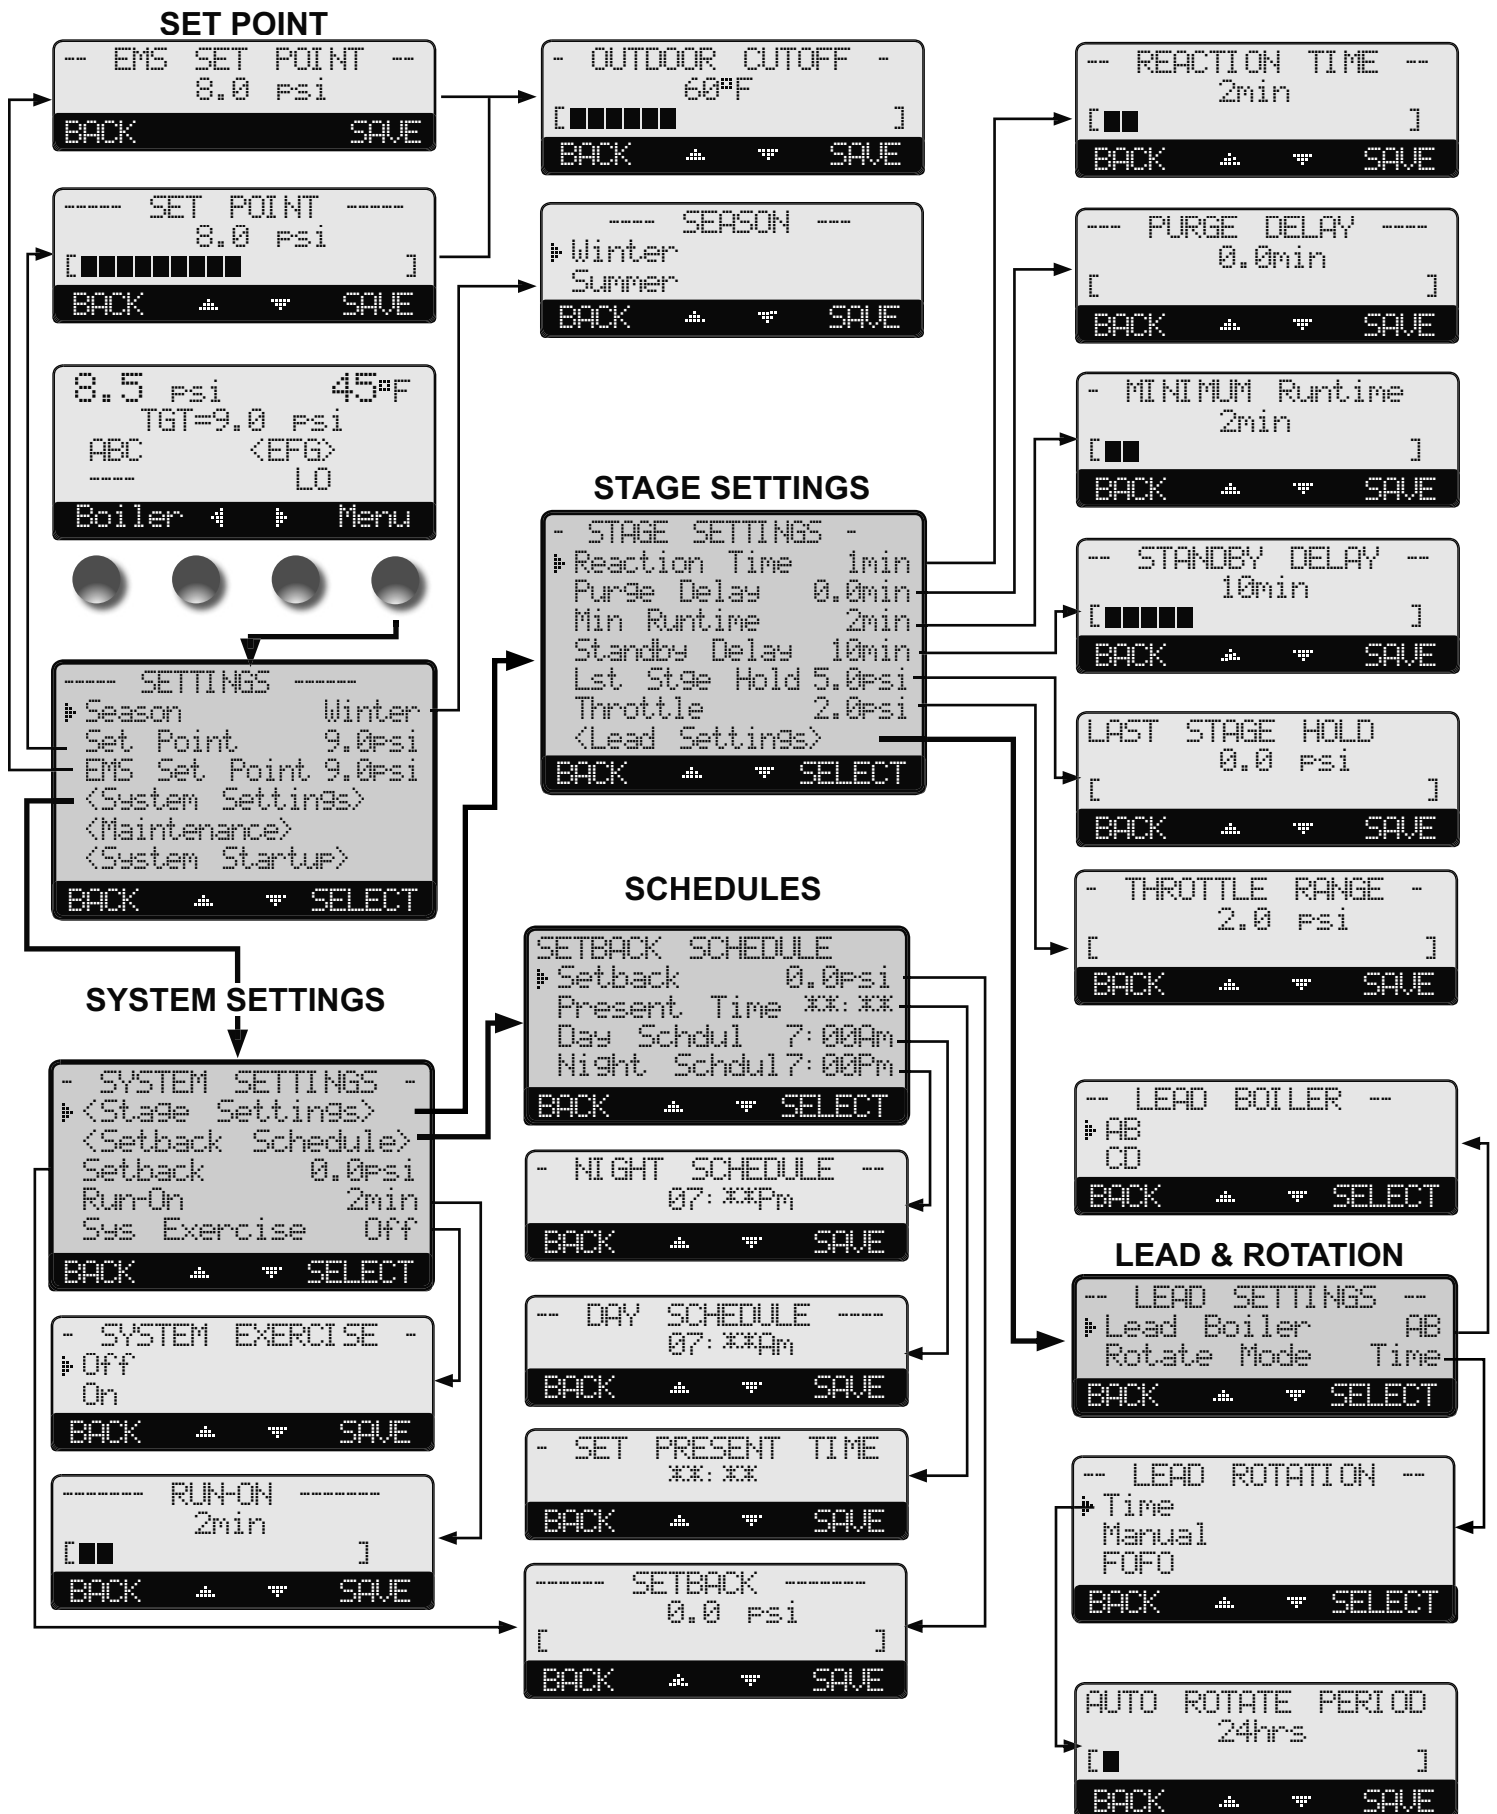 SET POINT
-- EMS SET POINT --
8.0 psi
BACK SAVE
----- SET POINT -----
8.0 psi
[ ]
BACK SAVE
8.5 psi 45°F
TGT=9.0 psi
ABC <EFG>
---- LO
Boiler Menu
----- SETTINGS ------
Season Winter
Set Point 9.0psi
EMS Set Point 9.0psi
<System Settings>
<Maintenance>
<System Startup>
BACK SELECT
SYSTEM SETTINGS
- SYSTEM SETTINGS -
<Stage Settings>
<Setback Schedule>
Setback 0.0psi
Run-On 2min
Sys Exercise Off
BACK SELECT
- SYSTEM EXERCISE -
Off
On
BACK SAVE
------- RUN-ON -------
2min
[ ]
BACK SAVE
- OUTDOOR CUTOFF -
60°F
[ ]
BACK SAVE
---- SEASON ---
Winter
Summer
BACK SAVE
STAGE SETTINGS
- STAGE SETTINGS -
Reaction Time 1min
Purge Delay 0.0min
Min Runtime 2min
Standby Delay 10min
Lst Stge Hold 5.0psi
Throttle 2.0psi
<Lead Settings>
BACK SELECT
SCHEDULES
SETBACK SCHEDULE
Setback 0.0psi
Present Time **:**
Day Schdul 7:00Am
Night Schdul 7:00Pm
BACK SELECT
- NIGHT SCHEDULE --
07:**Pm
BACK SAVE
-- DAY SCHEDULE ----
07:**Am
BACK SAVE
- SET PRESENT TIME
**:**
BACK SAVE
------ SETBACK -------
0.0 psi
[ ]
BACK SAVE
-- REACTION TIME --
2min
[ ]
BACK SAVE
--- PURGE DELAY ----
0.0min
[ ]
BACK SAVE
- MINIMUM Runtime
2min
[ ]
BACK SAVE
-- STANDBY DELAY --
10min
[ ]
BACK SAVE
LAST STAGE HOLD
0.0 psi
[ ]
BACK SAVE
- THROTTLE RANGE -
2.0 psi
[ ]
BACK SAVE
-- LEAD BOILER --
AB
CD
BACK SELECT
LEAD & ROTATION
-- LEAD SETTINGS --
Lead Boiler AB
Rotate Mode Time
BACK SELECT
-- LEAD ROTATION --
Time
Manual
FOFO
BACK SELECT
AUTO ROTATE PERIOD
24hrs
[ ]
BACK SAVE